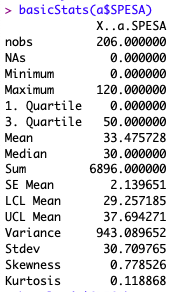 > basicStats(a$SPESA)
X..a.SPESA
nobs 206.000000
NAs 0.000000
Minimum 0.000000
Maximum 120.000000
1. Quartile 0.000000
3. Quartile 50.000000
Mean 33.475728
Median 30.000000
Sum 6896.000000
SE Mean 2.139651
LCL Mean 29.257185
UCL Mean 37.694271
Variance 943.089652
Stdev 30.709765
Skewness 0.778526
Kurtosis 0.118868